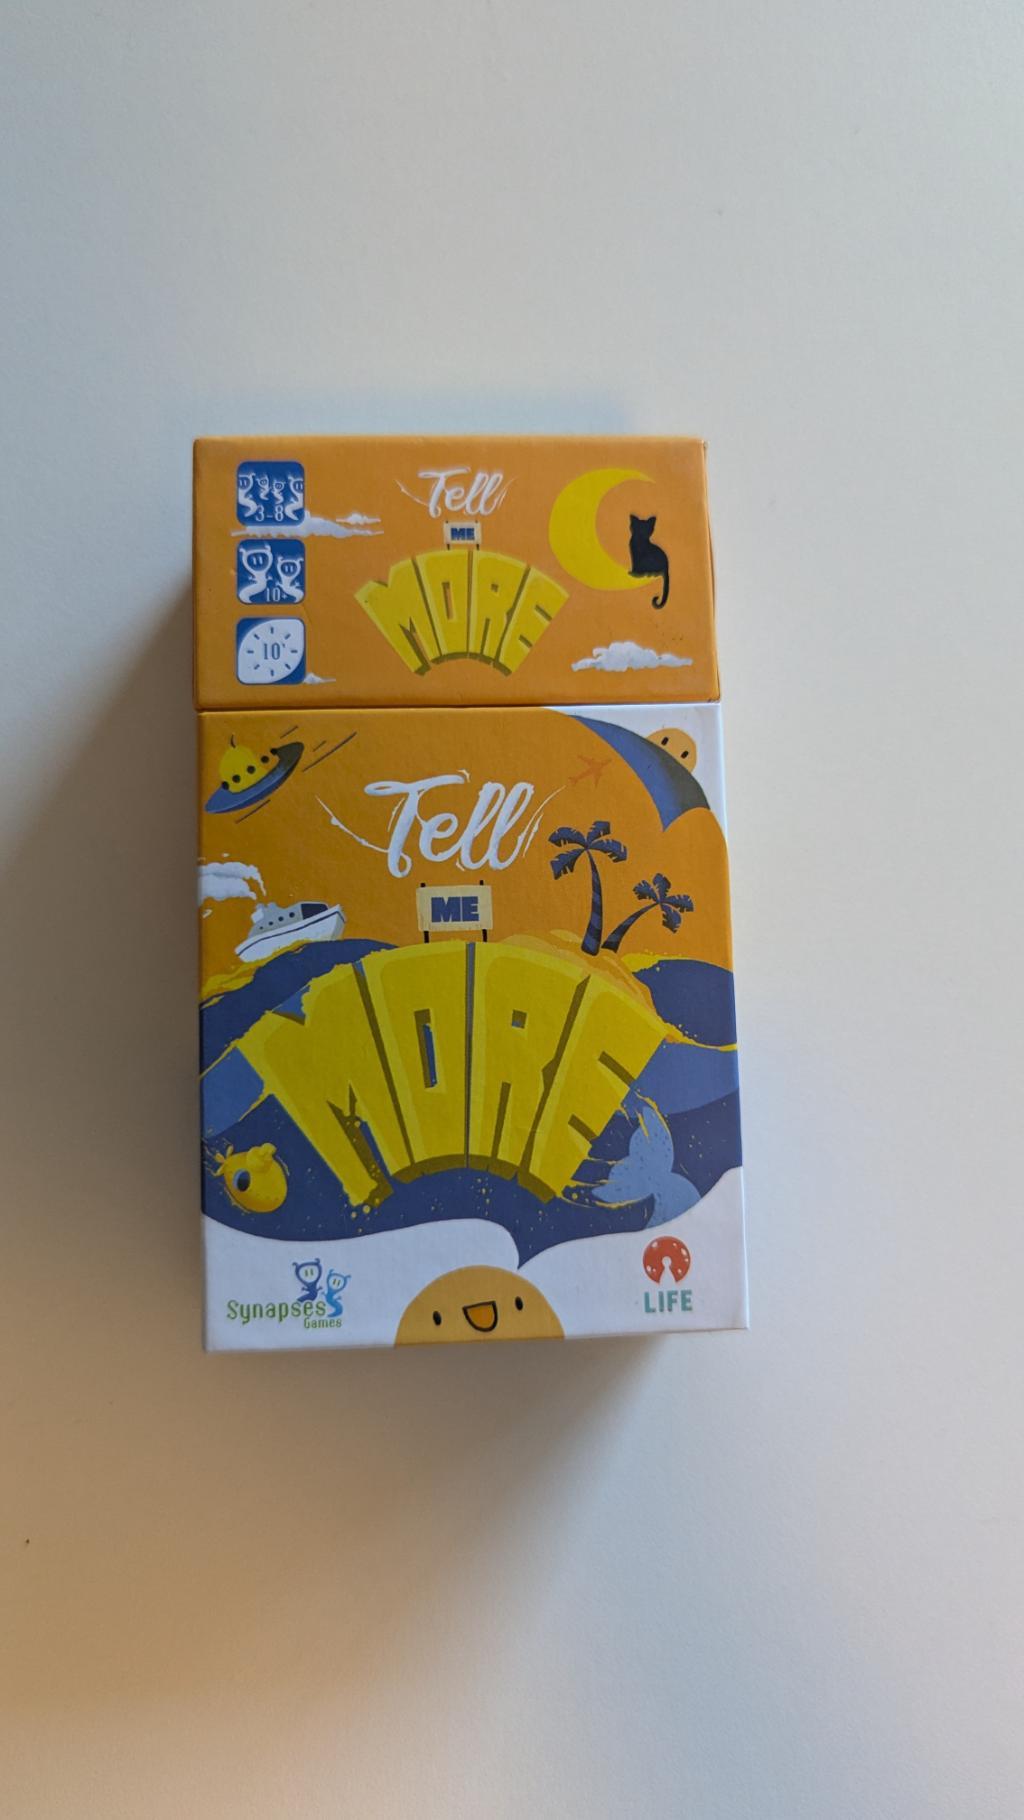 3-8
10+
10'
Tell
ME
MORE
Tell
ME
MORE
Synapses
Games
LIFE